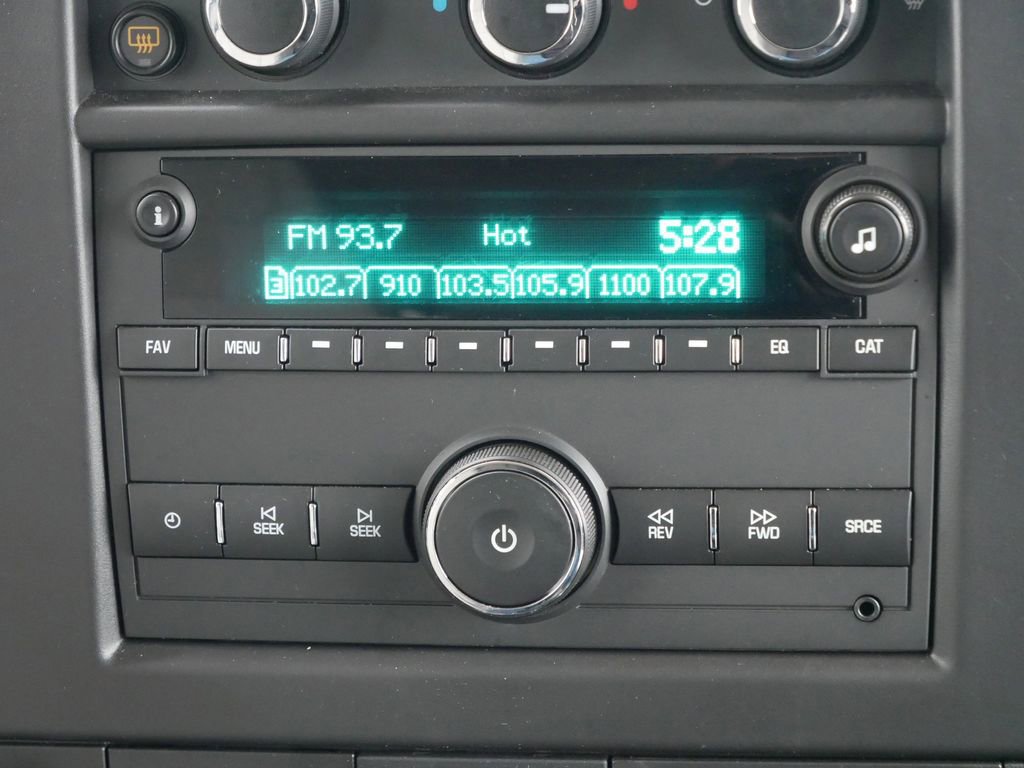 FM 93.7 Hot 5:28
3 102.7 910 103.5 105.9 1100 107.9
FAV MENU EQ CAT
SEEK SEEK REV FWD SRCE